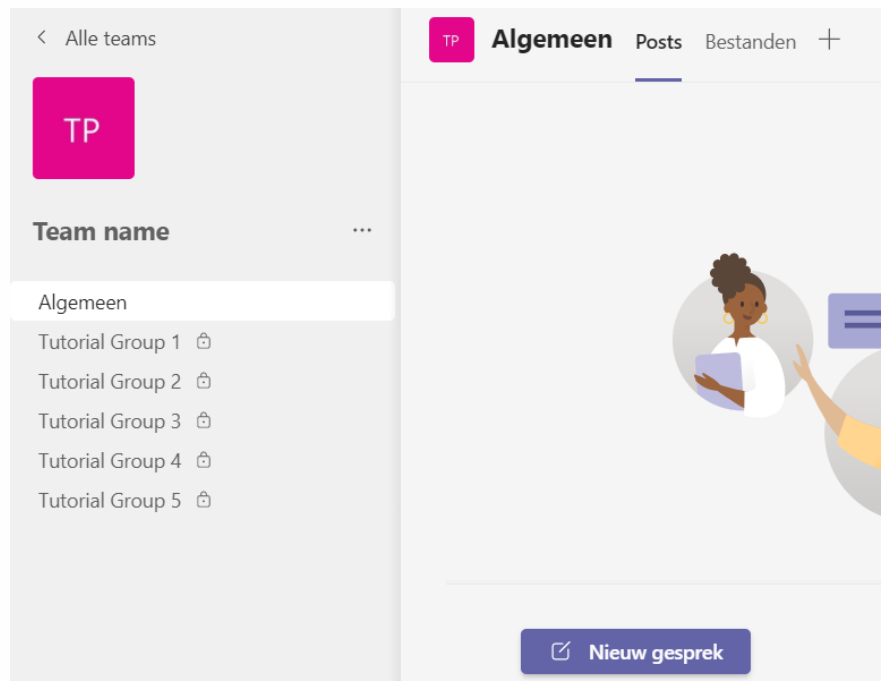 Alle teams
TP
Team name
...
Algemeen
Tutorial Group 1
Tutorial Group 2
Tutorial Group 3
Tutorial Group 4
Tutorial Group 5
TP Algemeen Posts Bestanden +
Nieuw gesprek